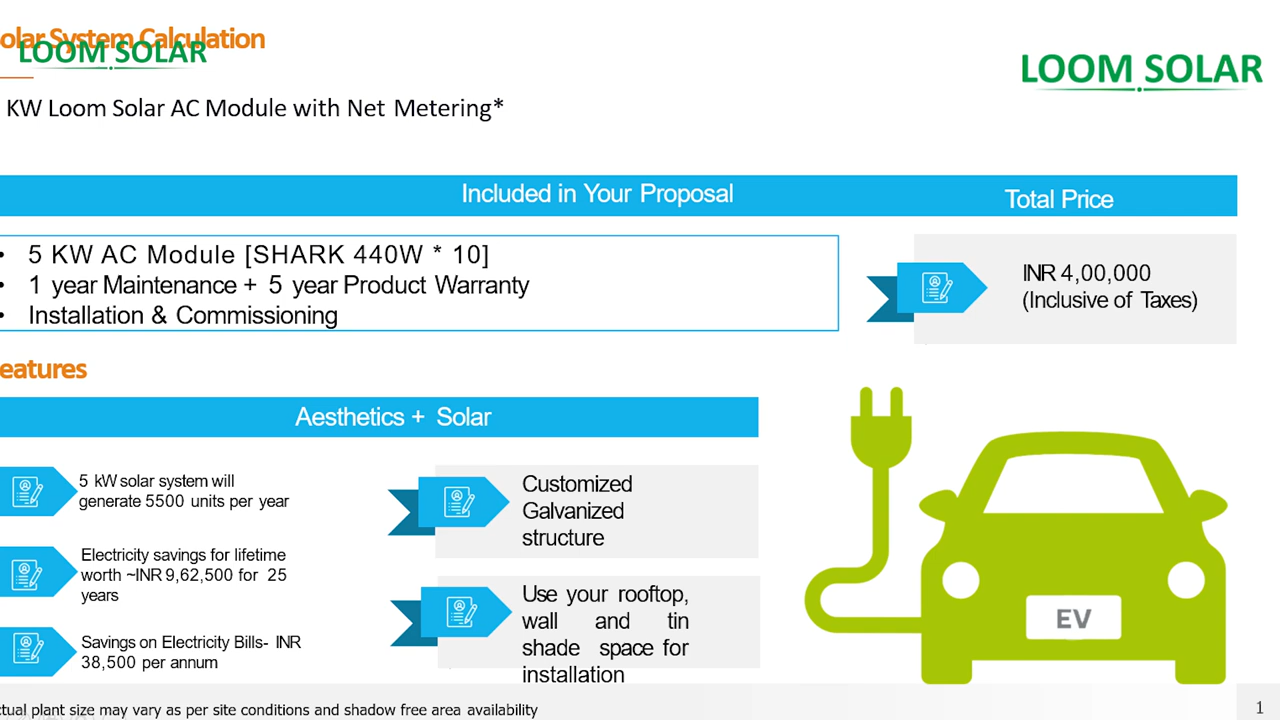 olar System Calculation
LOOM SOLAR
LOOM SOLAR
KW Loom Solar AC Module with Net Metering*
Included in Your Proposal
Total Price
• 5 KW AC Module [SHARK 440W * 10]
• 1 year Maintenance + 5 year Product Warranty
• Installation & Commissioning
INR 4,00,000
(Inclusive of Taxes)
eatures
Aesthetics + Solar
5 kW solar system will
generate 5500 units per year
Electricity savings for lifetime
worth ~INR 9,62,500 for 25
years
Savings on Electricity Bills- INR
38,500 per annum
Customized
Galvanized
structure
Use your rooftop,
wall and tin
shade space for
installation
EV
ctual plant size may vary as per site conditions and shadow free area availability
1